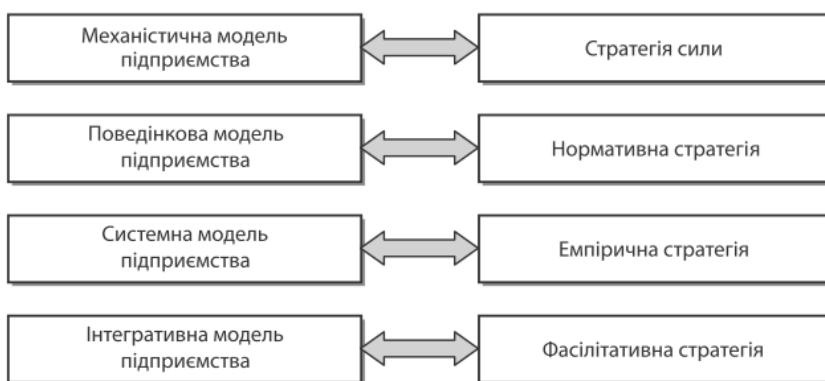 Механістична модель
підприємства
Стратегія сили
Поведінкова модель
підприємства
Нормативна стратегія
Системна модель
підприємства
Емпірична стратегія
Інтегративна модель
підприємства
Фасілітативна стратегія